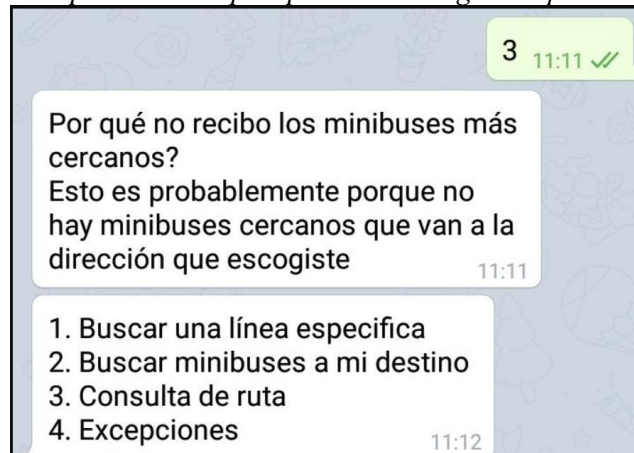 3 11:11
Por qué no recibo los minibuses más
cercanos?
Esto es probablemente porque no
hay minibuses cercanos que van a la
dirección que escogiste
11:11
1. Buscar una línea especifica
2. Buscar minibuses a mi destino
3. Consulta de ruta
4. Excepciones
11:12